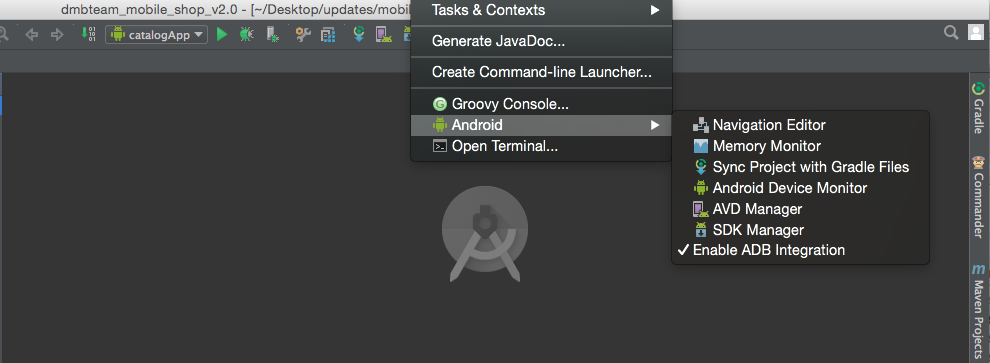 dmbteam_mobile_shop_v2.0 - [~/Desktop/updates/mobil
Tasks & Contexts
catalogApp
Generate JavaDoc...
Create Command-line Launcher...
Groovy Console...
Android
Open Terminal...
Navigation Editor
Memory Monitor
Sync Project with Gradle Files
Android Device Monitor
AVD Manager
SDK Manager
Enable ADB Integration
Gradle
Commander
Maven Projects